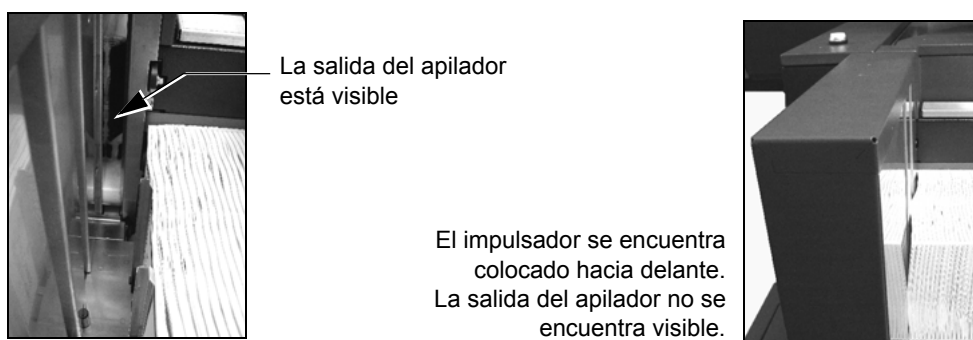 La salida del apilador
está visible
El impulsador se encuentra
colocado hacia delante.
La salida del apilador no se
encuentra visible.